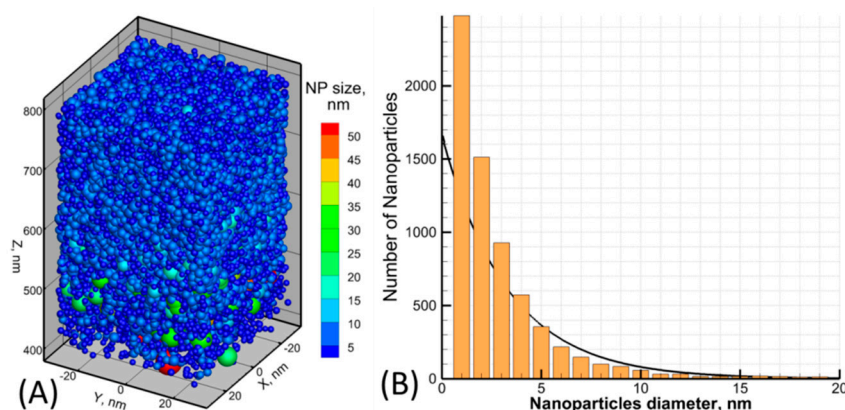 NP size,
nm
50
45
40
35
30
25
20
15
10
5
800
700
600
500
400
Z, nm
-20
0
20
Y, nm
20
0
-20
X, nm
(A)
(B)
2000
1500
1000
500
0
Number of Nanoparticles
0 5 10 15 20
Nanoparticles diameter, nm